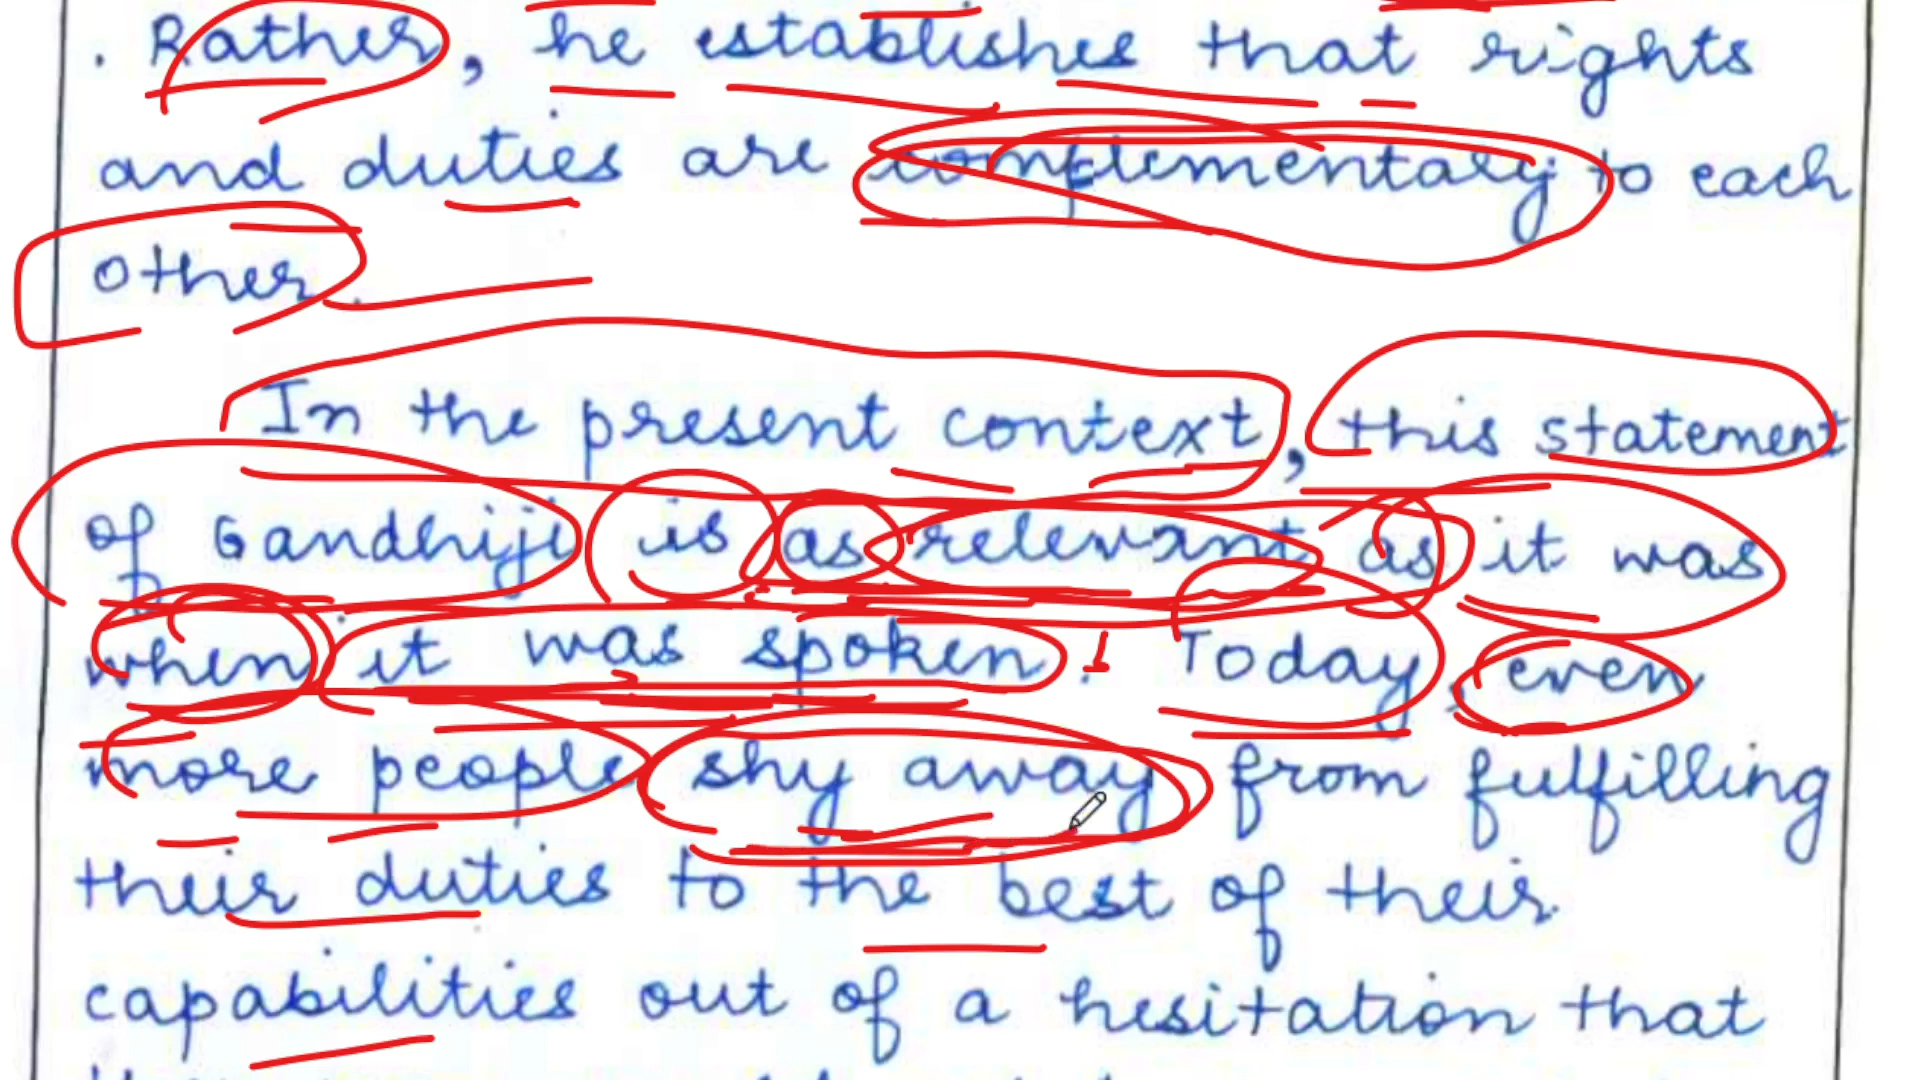 . Rather, he establishes that rights
and duties are complementary to each
other.
In the present context, this statement
of Gandhiji is as relevant as it was
when it was spoken. Today, even
more people shy away from fulfilling
their duties to the best of their
capabilities out of a hesitation that